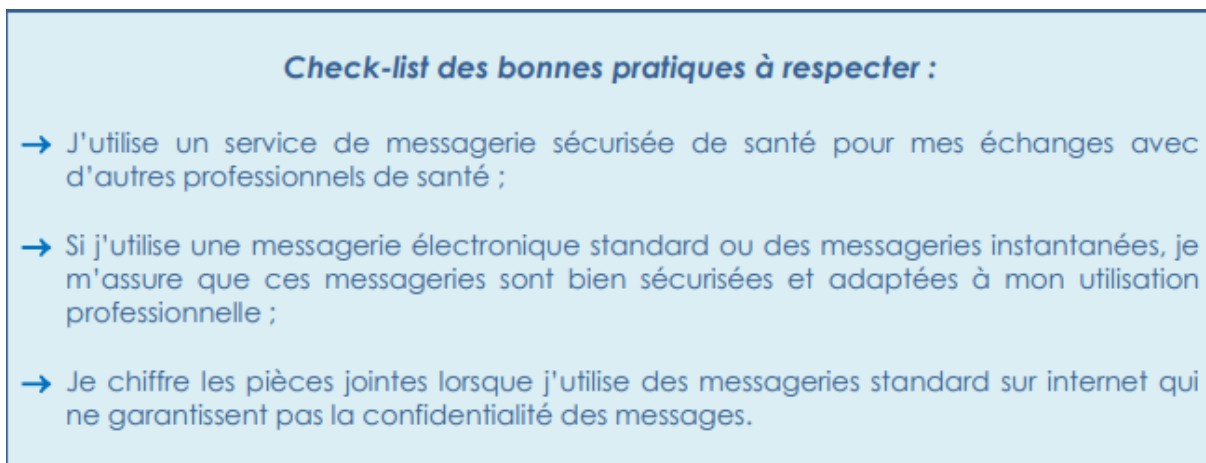 Check-list des bonnes pratiques à respecter :
→ J’utilise un service de messagerie sécurisée de santé pour mes échanges avec
d’autres professionnels de santé ;
→ Si j’utilise une messagerie électronique standard ou des messageries instantanées, je
m’assure que ces messageries sont bien sécurisées et adaptées à mon utilisation
professionnelle ;
→ Je chiffre les pièces jointes lorsque j’utilise des messageries standard sur internet qui
ne garantissent pas la confidentialité des messages.